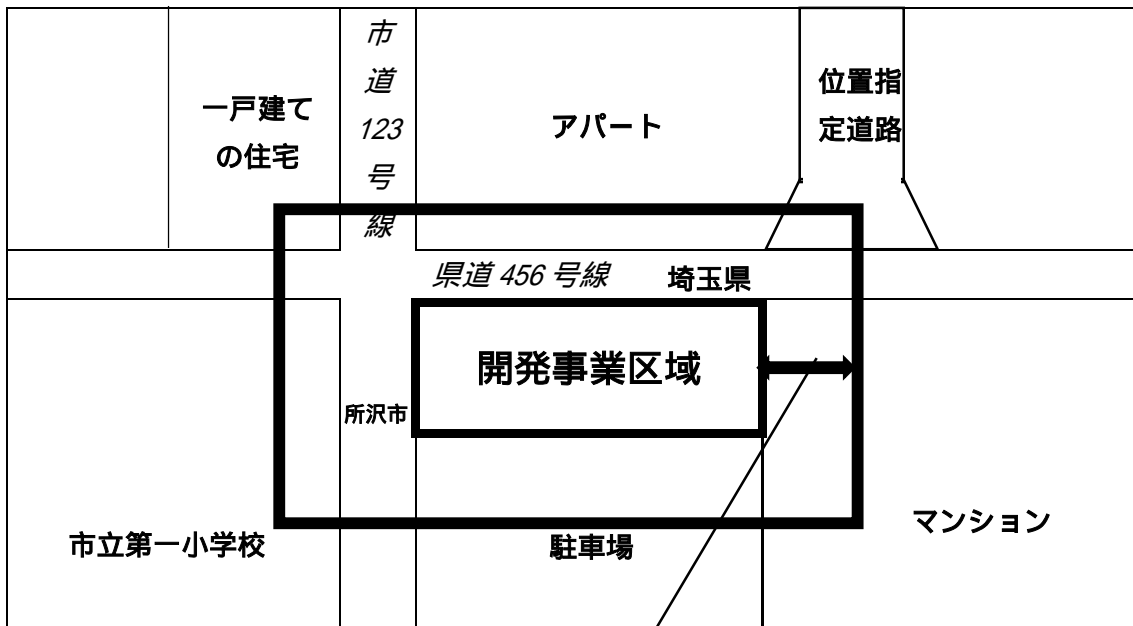 市
道
123
号
線
一戸建て
の住宅
アパート
位置指
定道路
県道 456 号線
埼玉県
開発事業区域
所沢市
市立第一小学校
駐車場
マンション